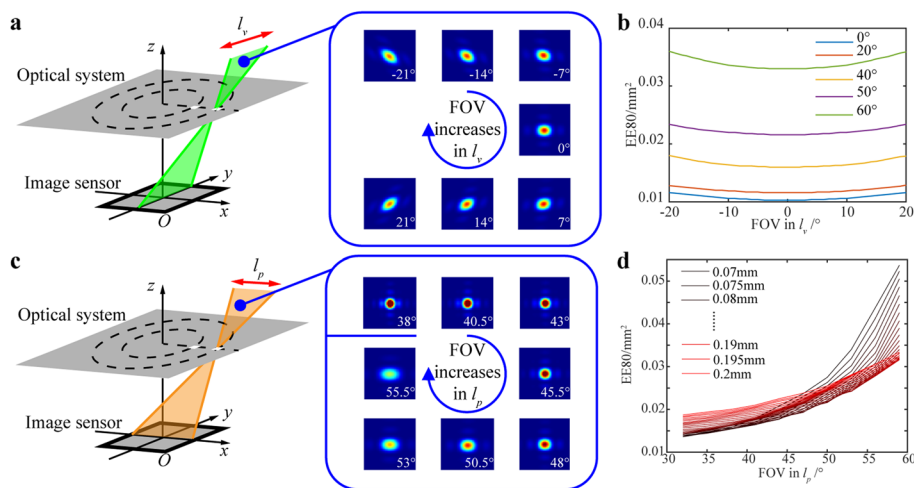 a
l_v
z
Optical system
Image sensor
y
x
O
-21°
-14°
-7°
FOV
increases
in l_v
0°
21°
14°
7°
b
0.04
0.03
0.02
0.01
EE80/mm²
0°
20°
40°
50°
60°
-20
-10
0
10
20
FOV in l_v /°
c
l_p
z
Optical system
Image sensor
y
x
O
38°
40.5°
43°
FOV
increases
in l_p
55.5°
45.5°
53°
50.5°
48°
d
0.05
0.04
0.03
0.02
0.01
EE80/mm²
0.07mm
0.075mm
0.08mm
0.19mm
0.195mm
0.2mm
30
35
40
45
50
55
60
FOV in l_p /°